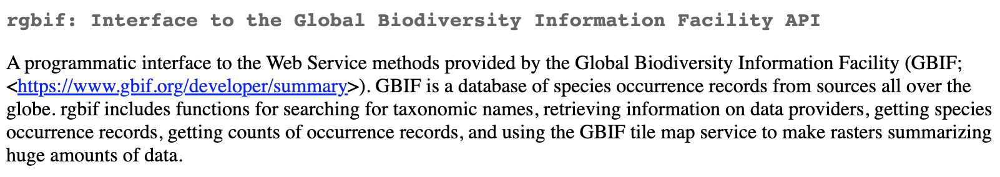 rgbif: Interface to the Global Biodiversity Information Facility API
A programmatic interface to the Web Service methods provided by the Global Biodiversity Information Facility (GBIF;
<https://www.gbif.org/developer/summary>). GBIF is a database of species occurrence records from sources all over the
globe. rgbif includes functions for searching for taxonomic names, retrieving information on data providers, getting species
occurrence records, getting counts of occurrence records, and using the GBIF tile map service to make rasters summarizing
huge amounts of data.